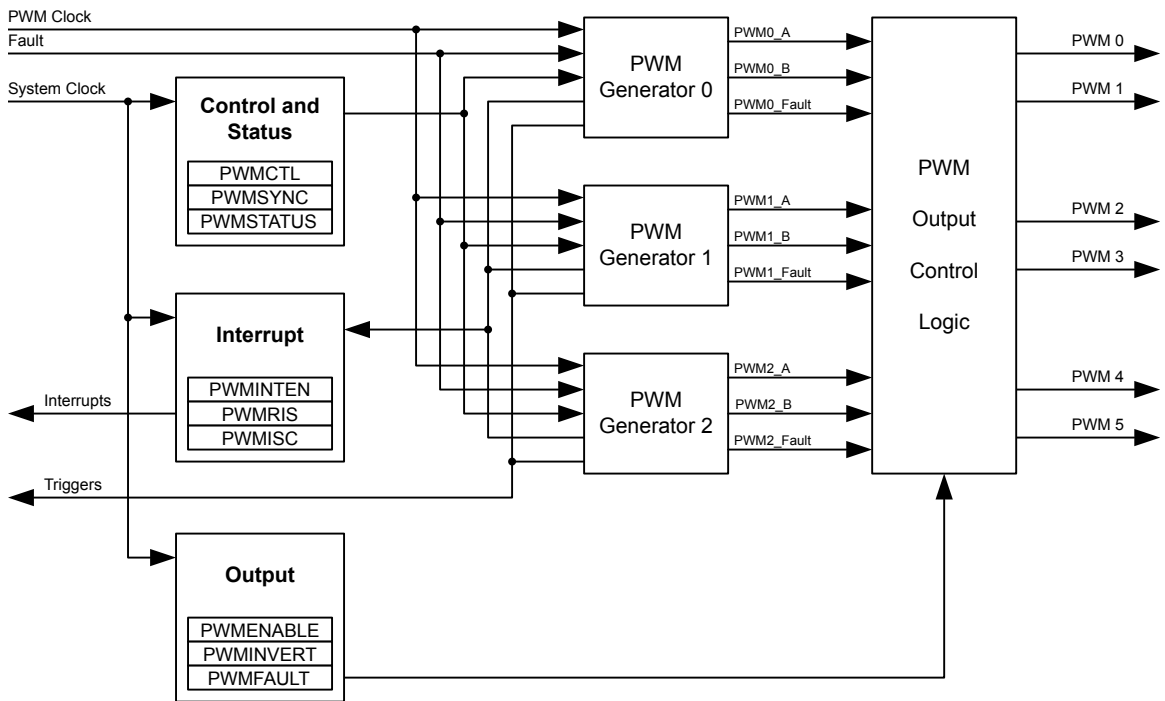 PWM Clock
Fault
System Clock
Control and
Status
PWMCTL
PWMSYNC
PWMSTATUS
Interrupt
PWMINTEN
PWMRIS
PWMISC
Interrupts
Triggers
Output
PWMENABLE
PWMINVERT
PWMFAULT
PWM
Generator 0
PWM0_A
PWM0_B
PWM0_Fault
PWM
Generator 1
PWM1_A
PWM1_B
PWM1_Fault
PWM
Generator 2
PWM2_A
PWM2_B
PWM2_Fault
PWM
Output
Control
Logic
PWM 0
PWM 1
PWM 2
PWM 3
PWM 4
PWM 5